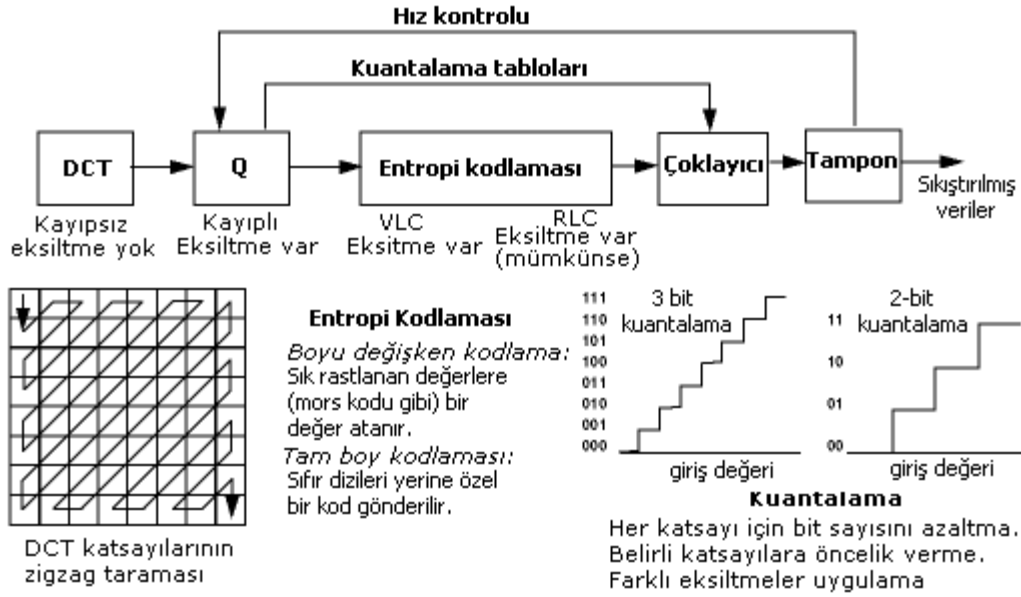 Hız kontrolu
Kuantalama tabloları
DCT
Q
Entropi kodlaması
Çoklayıcı
Tampon
Sıkıştırılmış
veriler
Kayıpsız
eksiltme yok
Kayıplı
Eksiltme var
VLC
Eksitme var
RLC
Eksiltme var
(mümkünse)
DCT katsayılarının
zigzag taraması
Entropi Kodlaması
Boyu değişken kodlama:
Sık rastlanan değerlere
(mors kodu gibi) bir
değer atanır.
Tam boy kodlaması:
Sıfır dizileri yerine özel
bir kod gönderilir.
3 bit
kuantalama
111
110
101
100
011
010
001
000
giriş değeri
2-bit
kuantalama
11
10
01
00
giriş değeri
Kuantalama
Her katsayı için bit sayısını azaltma.
Belirli katsayılara öncelik verme.
Farklı eksiltmeler uygulama